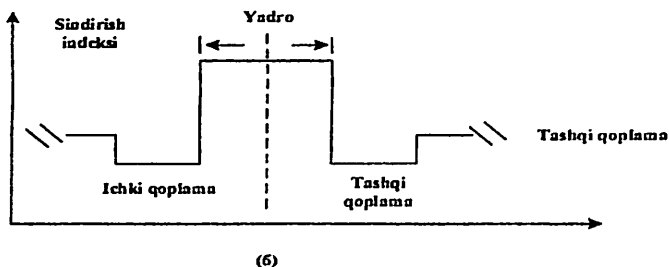 Yadro
Sindirish
indeksi
Tashqi qoplama
Ichki qoplama
Tashqi
qoplama
(б)